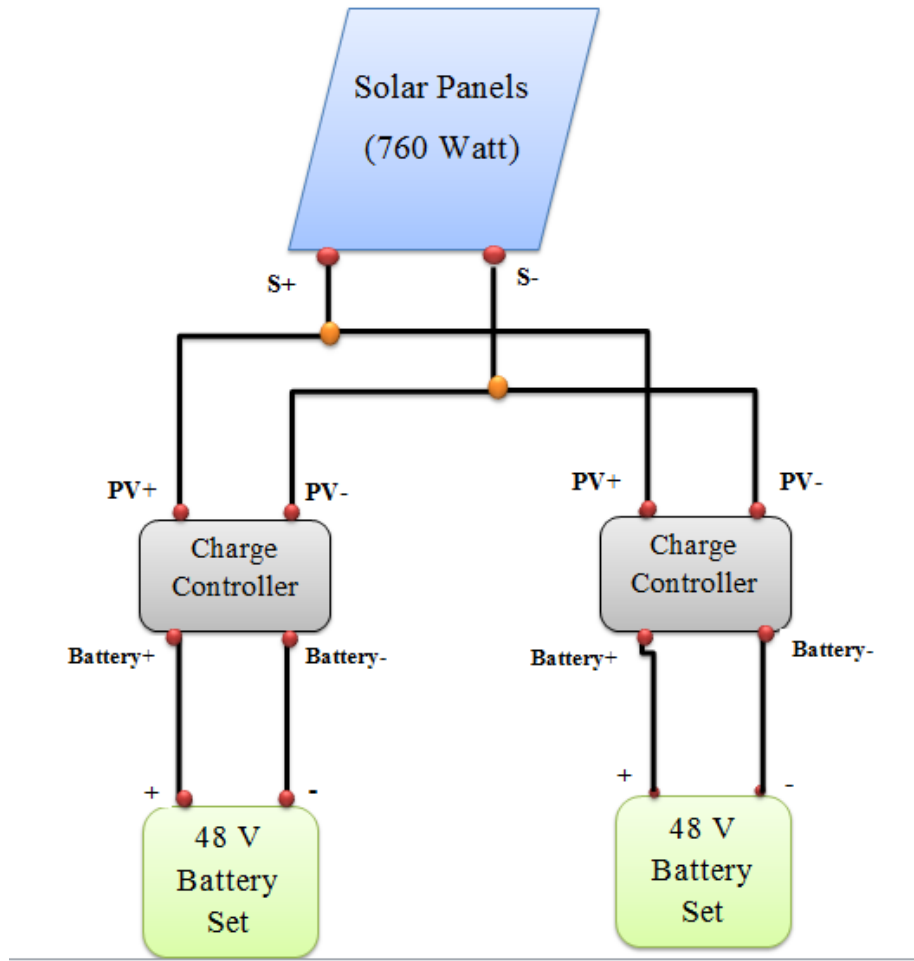 Solar Panels
(760 Watt)
S+
S-
PV+
PV-
PV+
PV-
Charge
Controller
Charge
Controller
Battery+
Battery-
Battery+
Battery-
+
-
+
-
48 V
Battery
Set
48 V
Battery
Set